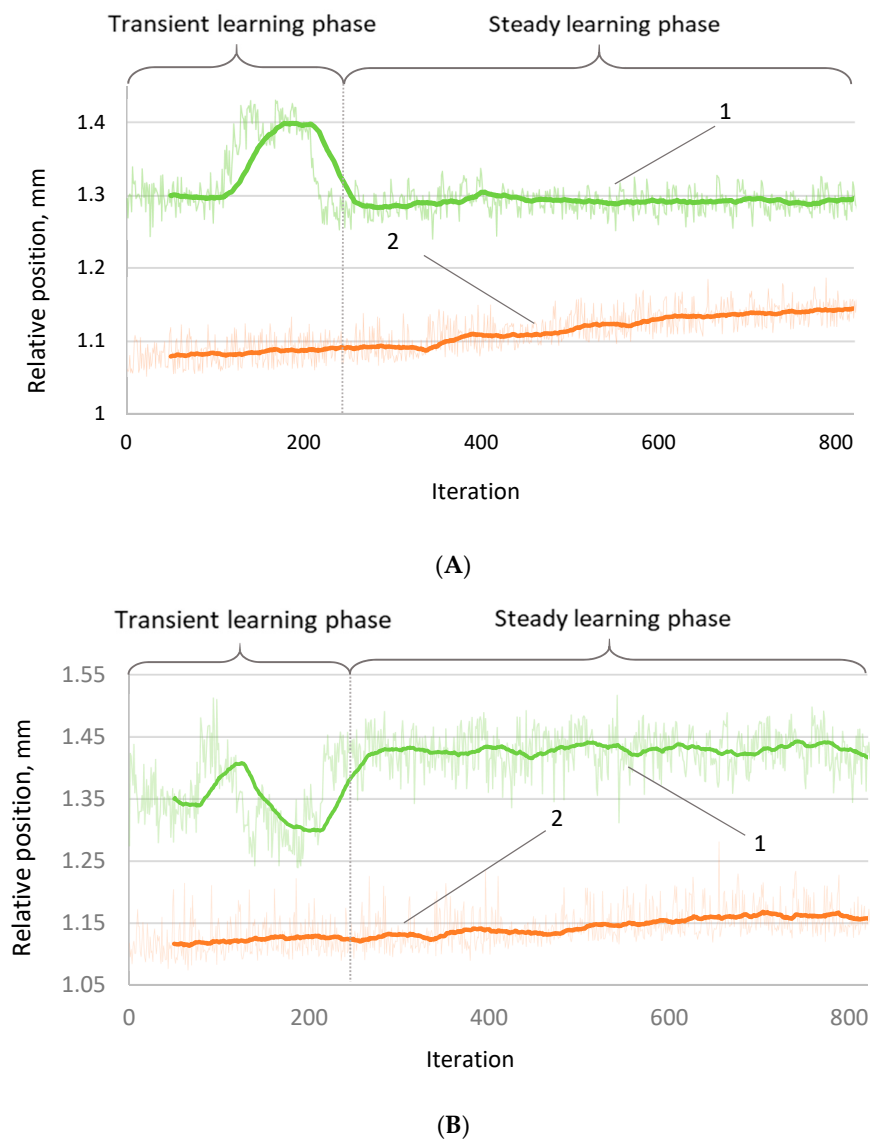 Transient learning phase
Steady learning phase
1.4
1.3
1.2
1.1
1
Relative position, mm
1
2
0
200
400
600
800
Iteration
(A)
Transient learning phase
Steady learning phase
1.55
1.45
1.35
1.25
1.15
1.05
Relative position, mm
2
1
0
200
400
600
800
Iteration
(B)